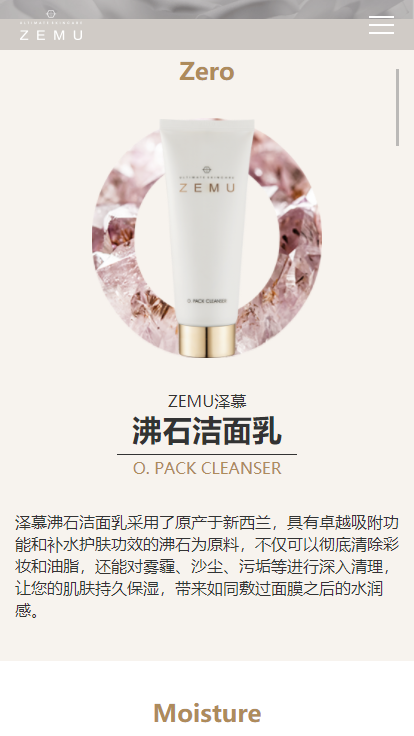 ULTIMATE SKINCARE
ZEMU
Zero
ULTIMATE SKINCARE
ZEMU
O. PACK CLEANSER
ZEMU泽慕
沸石洁面乳
O. PACK CLEANSER
泽慕沸石洁面乳采用了原产于新西兰，具有卓越吸附功
能和补水护肤功效的沸石为原料，不仅可以彻底清除彩
妆和油脂，还能对雾霾、沙尘、污垢等进行深入清理，
让您的肌肤持久保湿，带来如同敷过面膜之后的水润
感。
Moisture